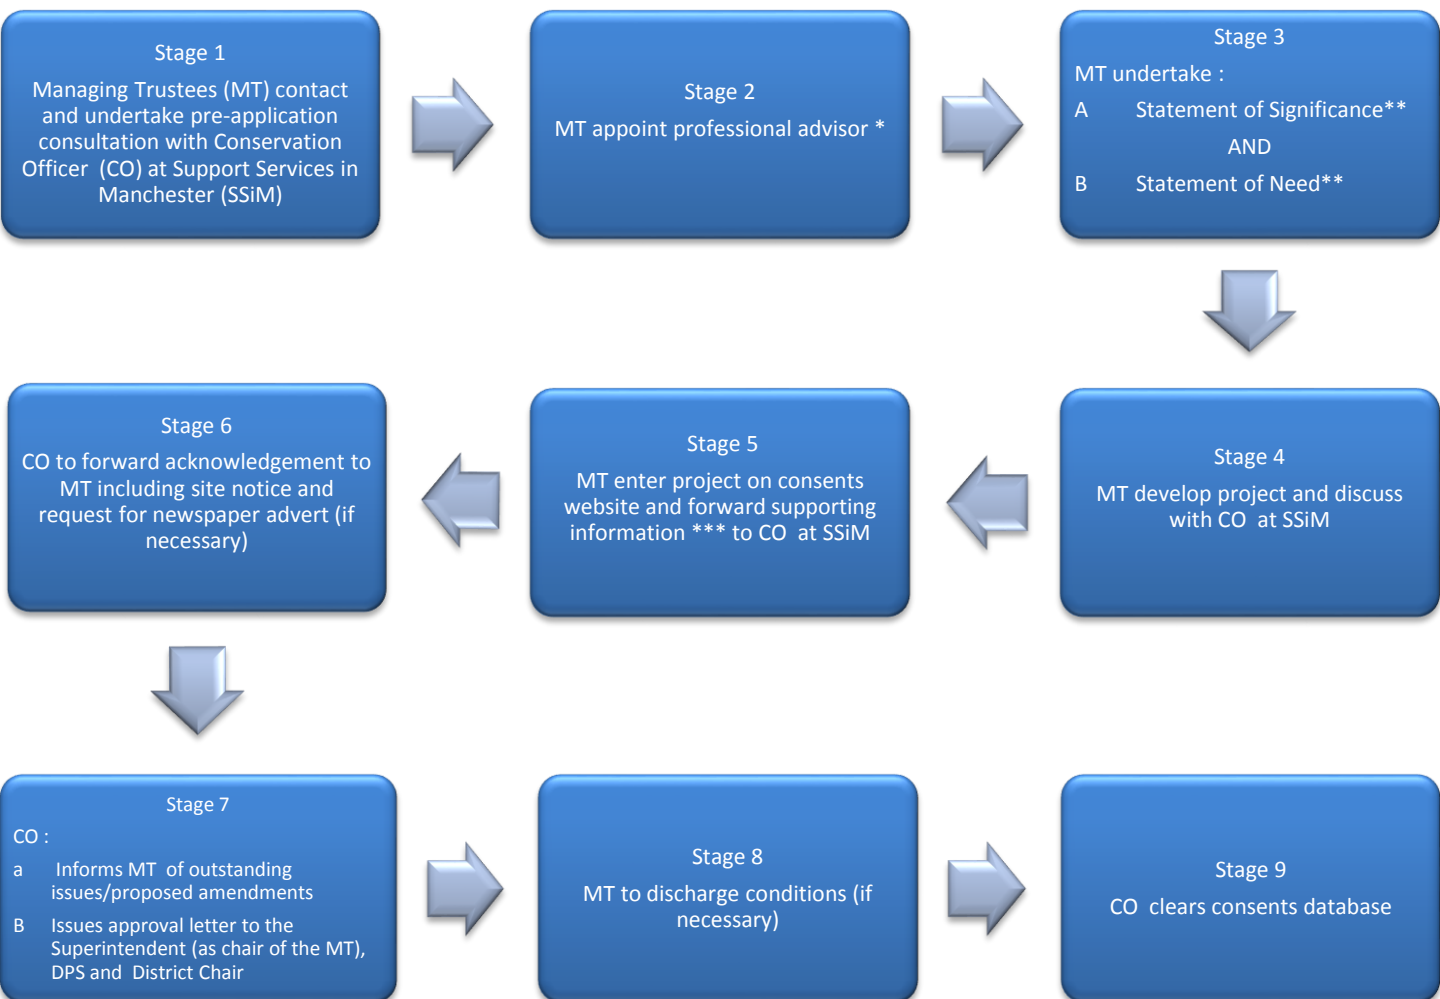 Stage 1
Managing Trustees (MT) contact
and undertake pre-application
consultation with Conservation
Officer (CO) at Support Services in
Manchester (SSiM)
Stage 2
MT appoint professional advisor *
Stage 3
MT undertake :
A Statement of Significance**
AND
B Statement of Need**
Stage 4
MT develop project and discuss
with CO at SSiM
Stage 5
MT enter project on consents
website and forward supporting
information *** to CO at SSiM
Stage 6
CO to forward acknowledgement to
MT including site notice and
request for newspaper advert (if
necessary)
Stage 7
CO :
a Informs MT of outstanding
issues/proposed amendments
B Issues approval letter to the
Superintendent (as chair of the MT),
DPS and District Chair
Stage 8
MT to discharge conditions (if
necessary)
Stage 9
CO clears consents database